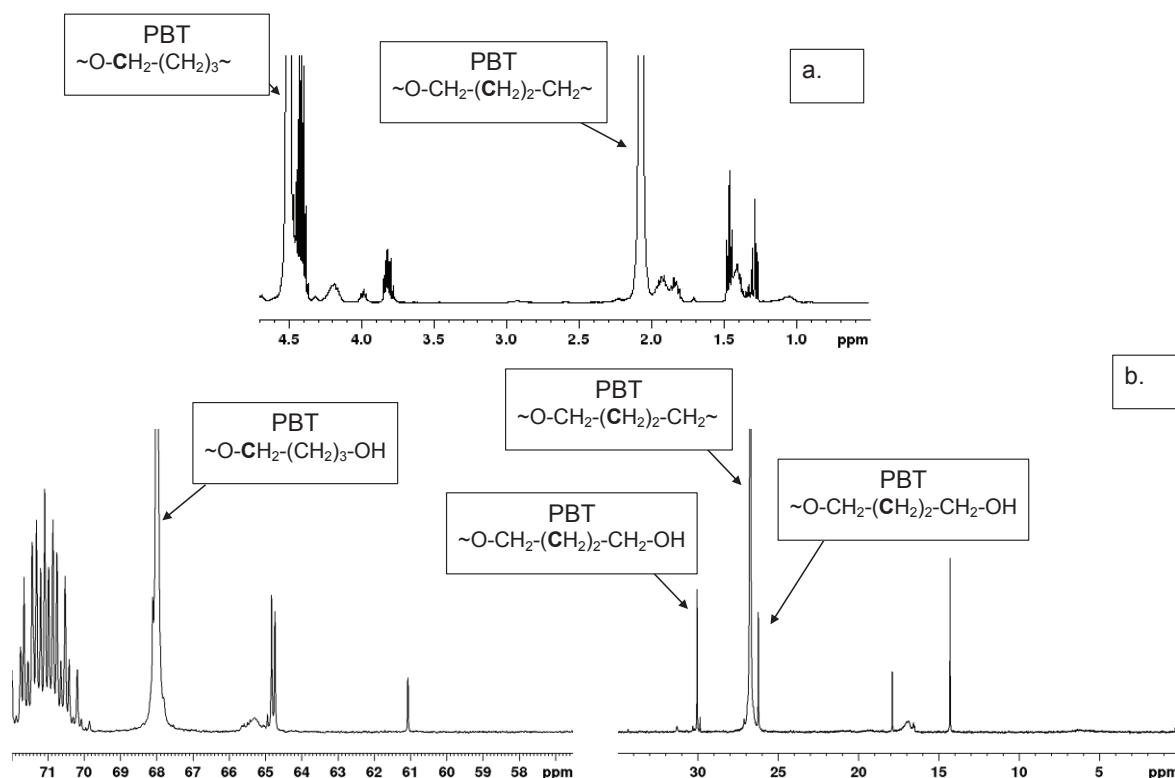 PBT
~O-CH₂-(CH₂)₃~
PBT
~O-CH₂-(CH₂)₂-CH₂~
a.
4.5 4.0 3.5 3.0 2.5 2.0 1.5 1.0 ppm
b.
PBT
~O-CH₂-(CH₂)₂-CH₂~
PBT
~O-CH₂-(CH₂)₃-OH
PBT
~O-CH₂-(CH₂)₂-CH₂-OH
PBT
~O-CH₂-(CH₂)₂-CH₂-OH
71 70 69 68 67 66 65 64 63 62 61 60 59 58 ppm
30 25 20 15 10 5 ppm